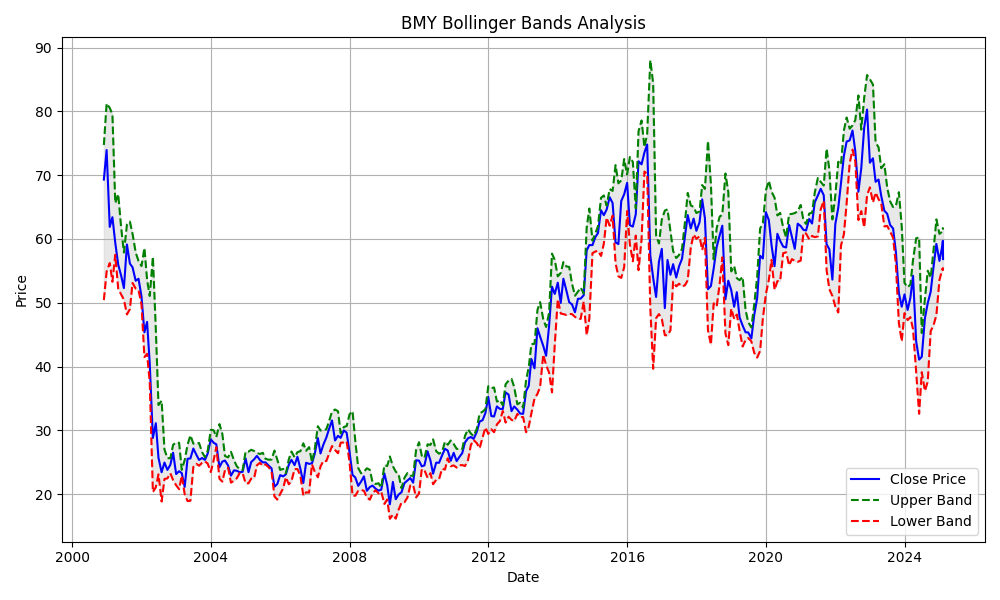 BMY Bollinger Bands Analysis
Price
90
80
70
60
50
40
30
20
2000
2004
2008
2012
2016
2020
2024
Date
Close Price
Upper Band
Lower Band